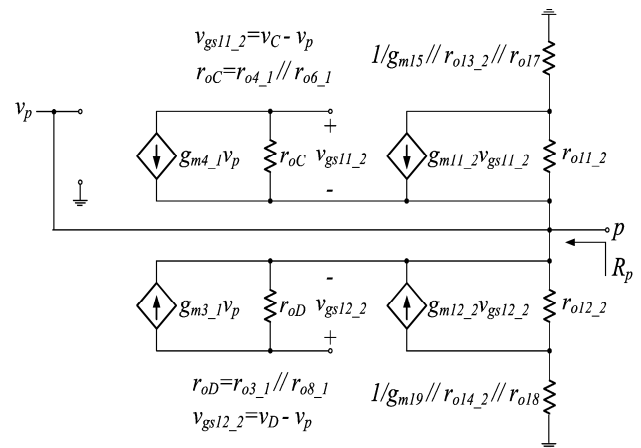 v_gs11_2=v_C - v_p
r_oC=r_o4_1// r_o6_1
1/g_m15// r_o13_2// r_o17
v_p
g_m4_1v_p
r_oC
+
v_gs11_2
-
g_m11_2v_gs11_2
r_o11_2
p
R_p
g_m3_1v_p
r_oD
-
v_gs12_2
+
g_m12_2v_gs12_2
r_o12_2
r_oD=r_o3_1// r_o8_1
v_gs12_2=v_D - v_p
1/g_m19// r_o14_2// r_o18